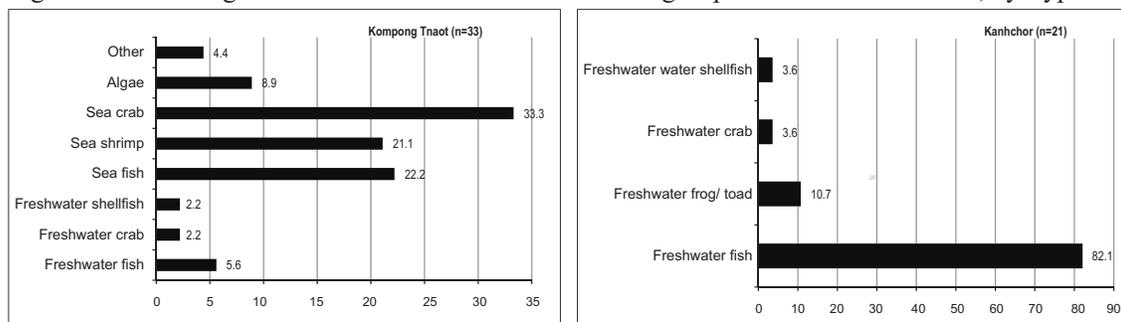 Kompong Tnaot (n=33)
Other 4.4
Algae 8.9
Sea crab 33.3
Sea shrimp 21.1
Sea fish 22.2
Freshwater shellfish 2.2
Freshwater crab 2.2
Freshwater fish 5.6
0 5 10 15 20 25 30 35
Kanhchor (n=21)
Freshwater water shellfish 3.6
Freshwater crab 3.6
Freshwater frog/ toad 10.7
Freshwater fish 82.1
0 10 20 30 40 50 60 70 80 90